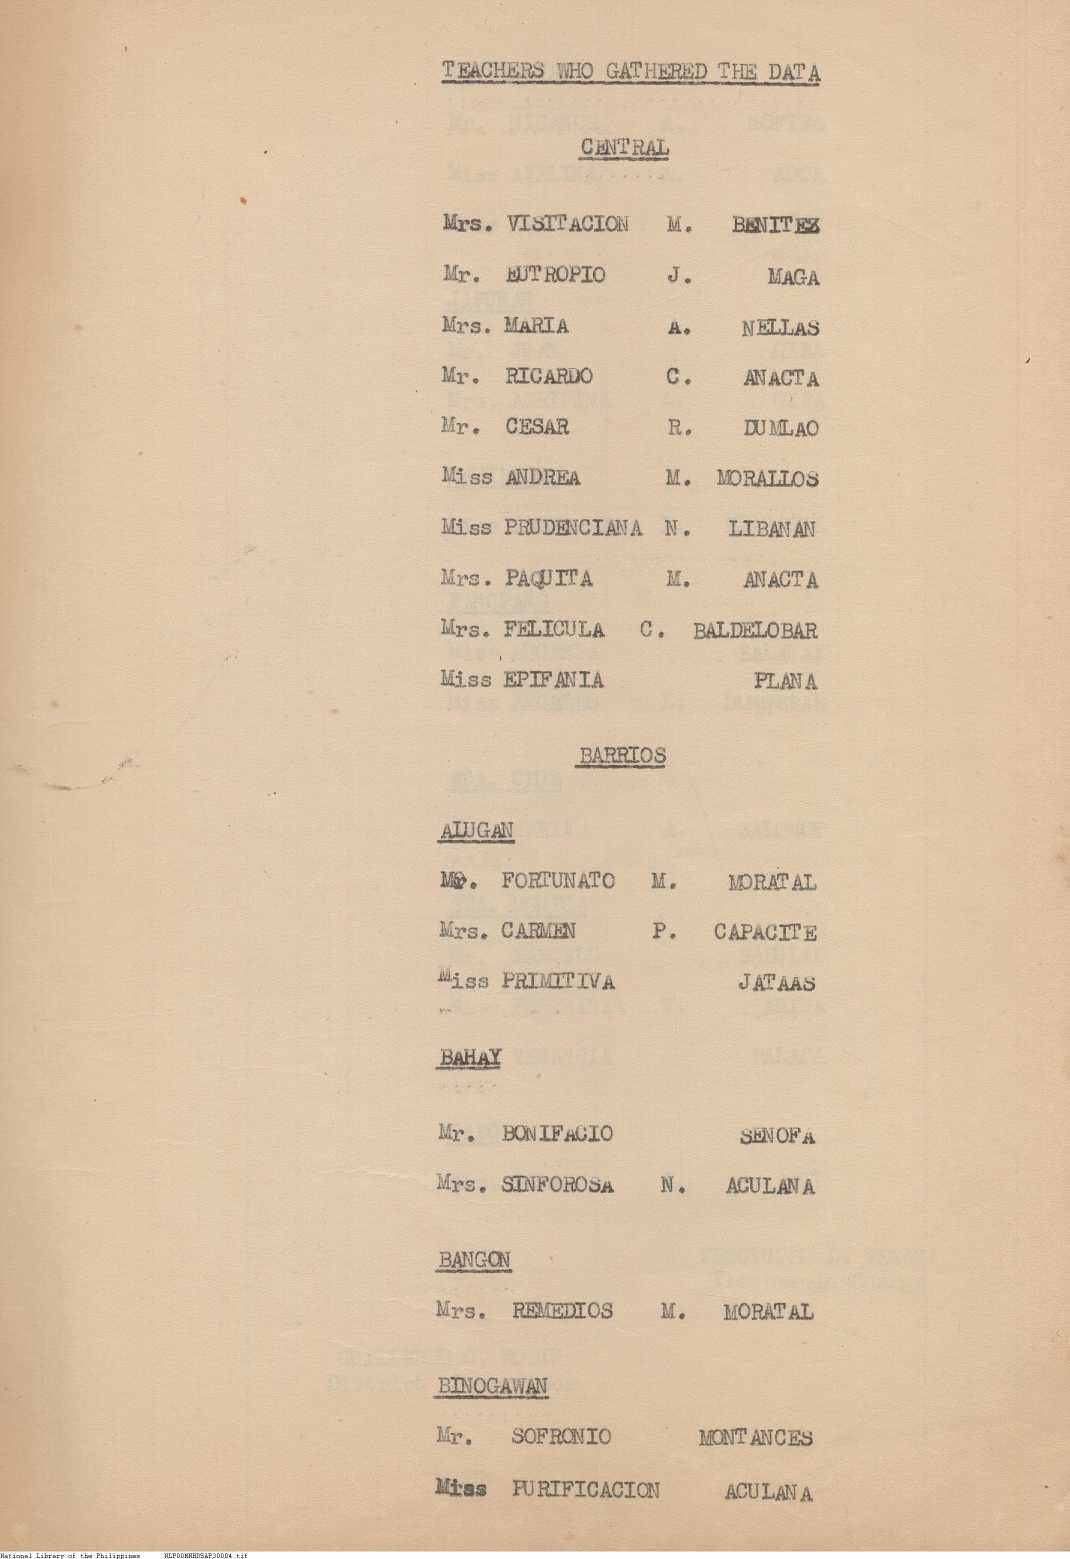 TEACHERS WHO GATHERED THE DATA
CENTRAL
Mrs. VISITACION M. BENITEZ
Mr. EUTROPIO J. MAGA
Mrs. MARIA A. NELLAS
Mr. RICARDO C. ANACTA
Mr. CESAR R. DUMLAO
Miss ANDREA M. MORALLOS
Miss PRUDENCIANA N. LIBANAN
Mrs. PAQUITA M. ANACTA
Mrs. FELICULA C. BALDELOBAR
Miss EPIFANIA PLANA
BARRIOS
ALUGAN
Mr. FORTUNATO M. MORATAL
Mrs. CARMEN P. CAPACITE
Miss PRIMITIVA JATAAS
BAHAY
Mr. BONIFACIO SENOFA
Mrs. SINFOROSA N. ACULANA
BANGON
Mrs. REMEDIOS M. MORATAL
BINOGAWAN
Mr. SOFRONIO MONTANCES
Miss PURIFICACION ACULANA
National Library of the Philippines NLP00MNHDSAP30004.tif